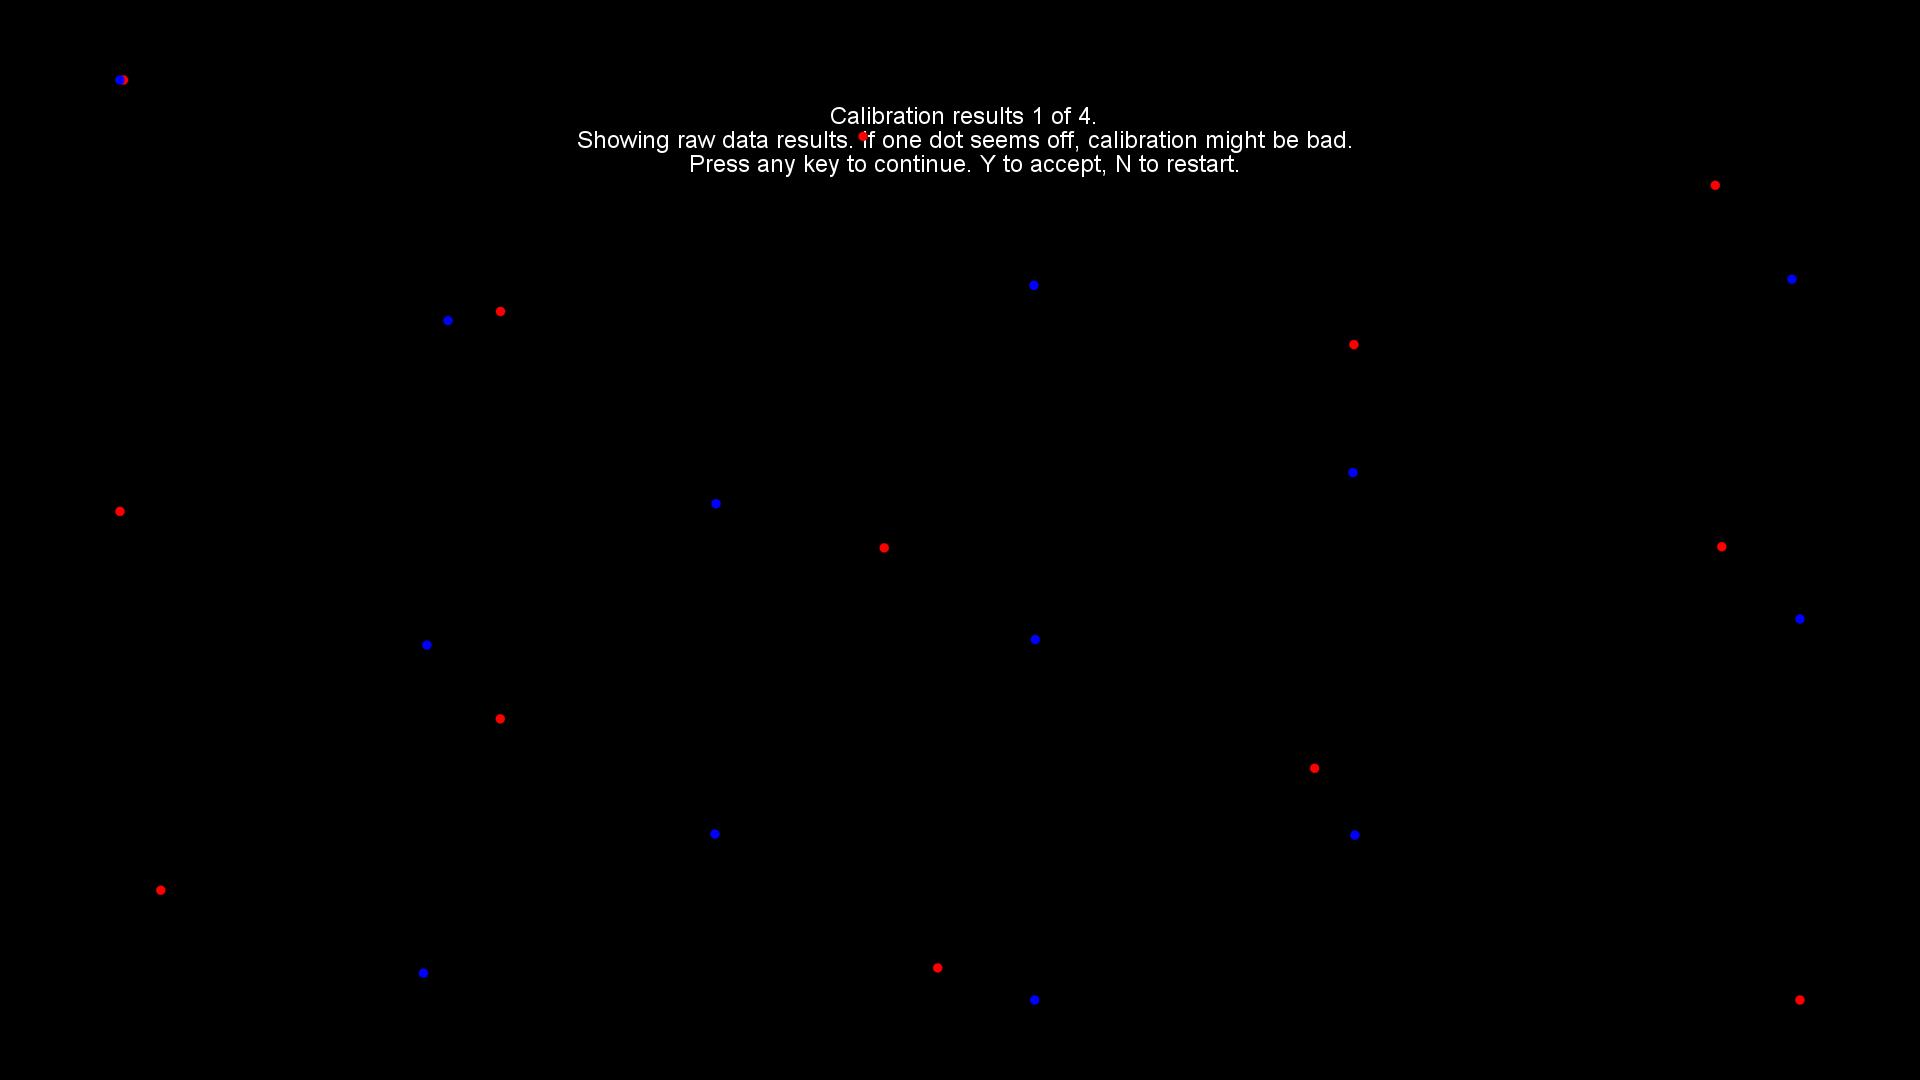 Calibration results 1 of 4.
Showing raw data results. If one dot seems off, calibration might be bad.
Press any key to continue. Y to accept, N to restart.